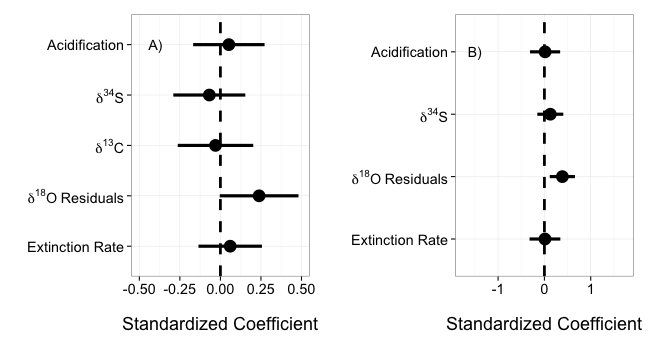 A)
Acidification
δ³⁴S
δ¹³C
δ¹⁸O Residuals
Extinction Rate
-0.50 -0.25 0.00 0.25 0.50
Standardized Coefficient
B)
Acidification
δ³⁴S
δ¹⁸O Residuals
Extinction Rate
-1 0 1
Standardized Coefficient